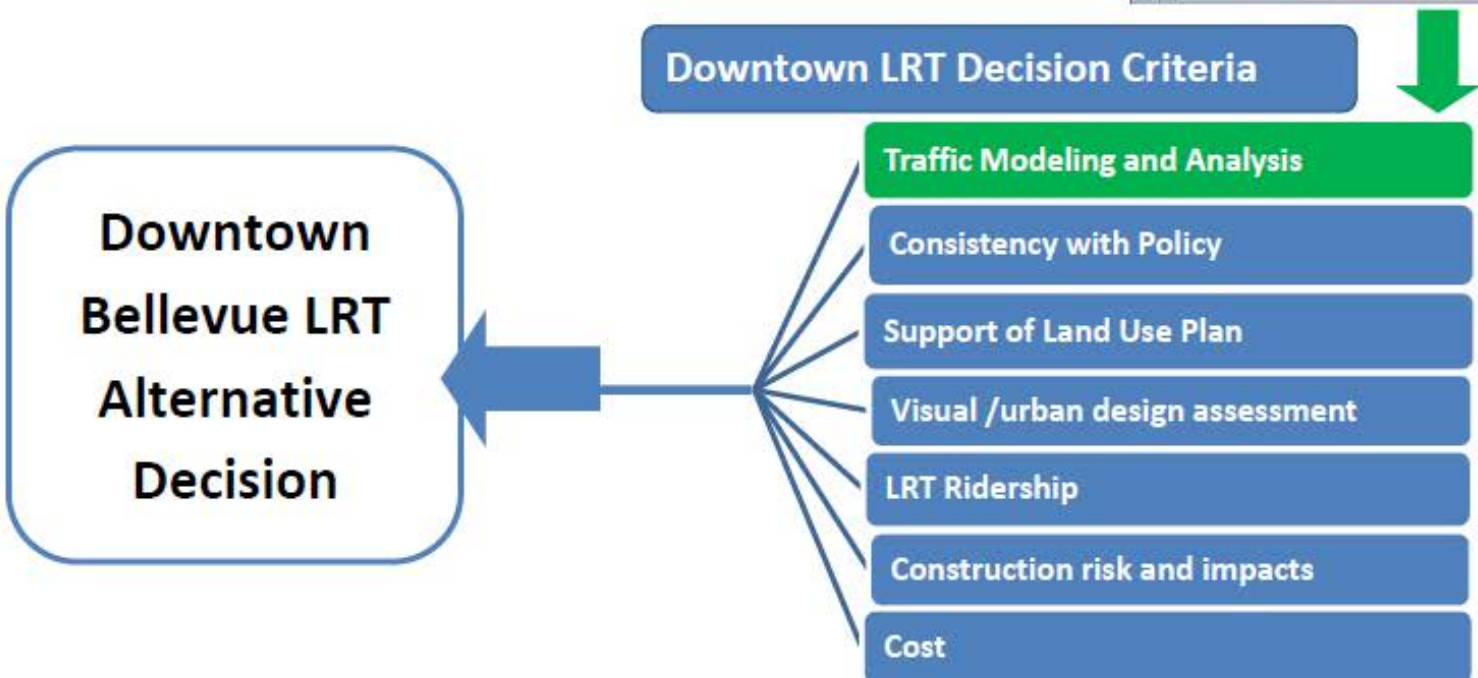 Downtown LRT Decision Criteria
Downtown
Bellevue LRT
Alternative
Decision
Traffic Modeling and Analysis
Consistency with Policy
Support of Land Use Plan
Visual /urban design assessment
LRT Ridership
Construction risk and impacts
Cost